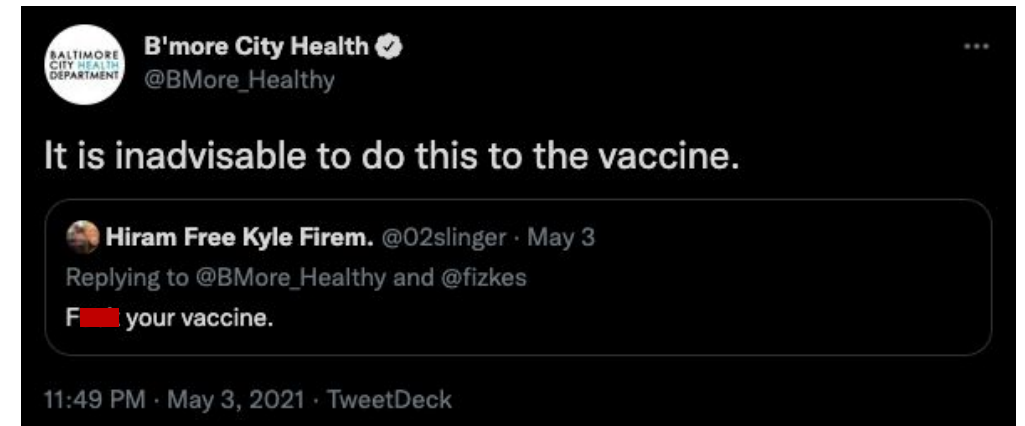 BALTIMORE
CITY HEALTH
DEPARTMENT
B'more City Health
@BMore_Healthy
It is inadvisable to do this to the vaccine.
Hiram Free Kyle Firem. @02slinger · May 3
Replying to @BMore_Healthy and @fizkes
F your vaccine.
11:49 PM · May 3, 2021 · TweetDeck